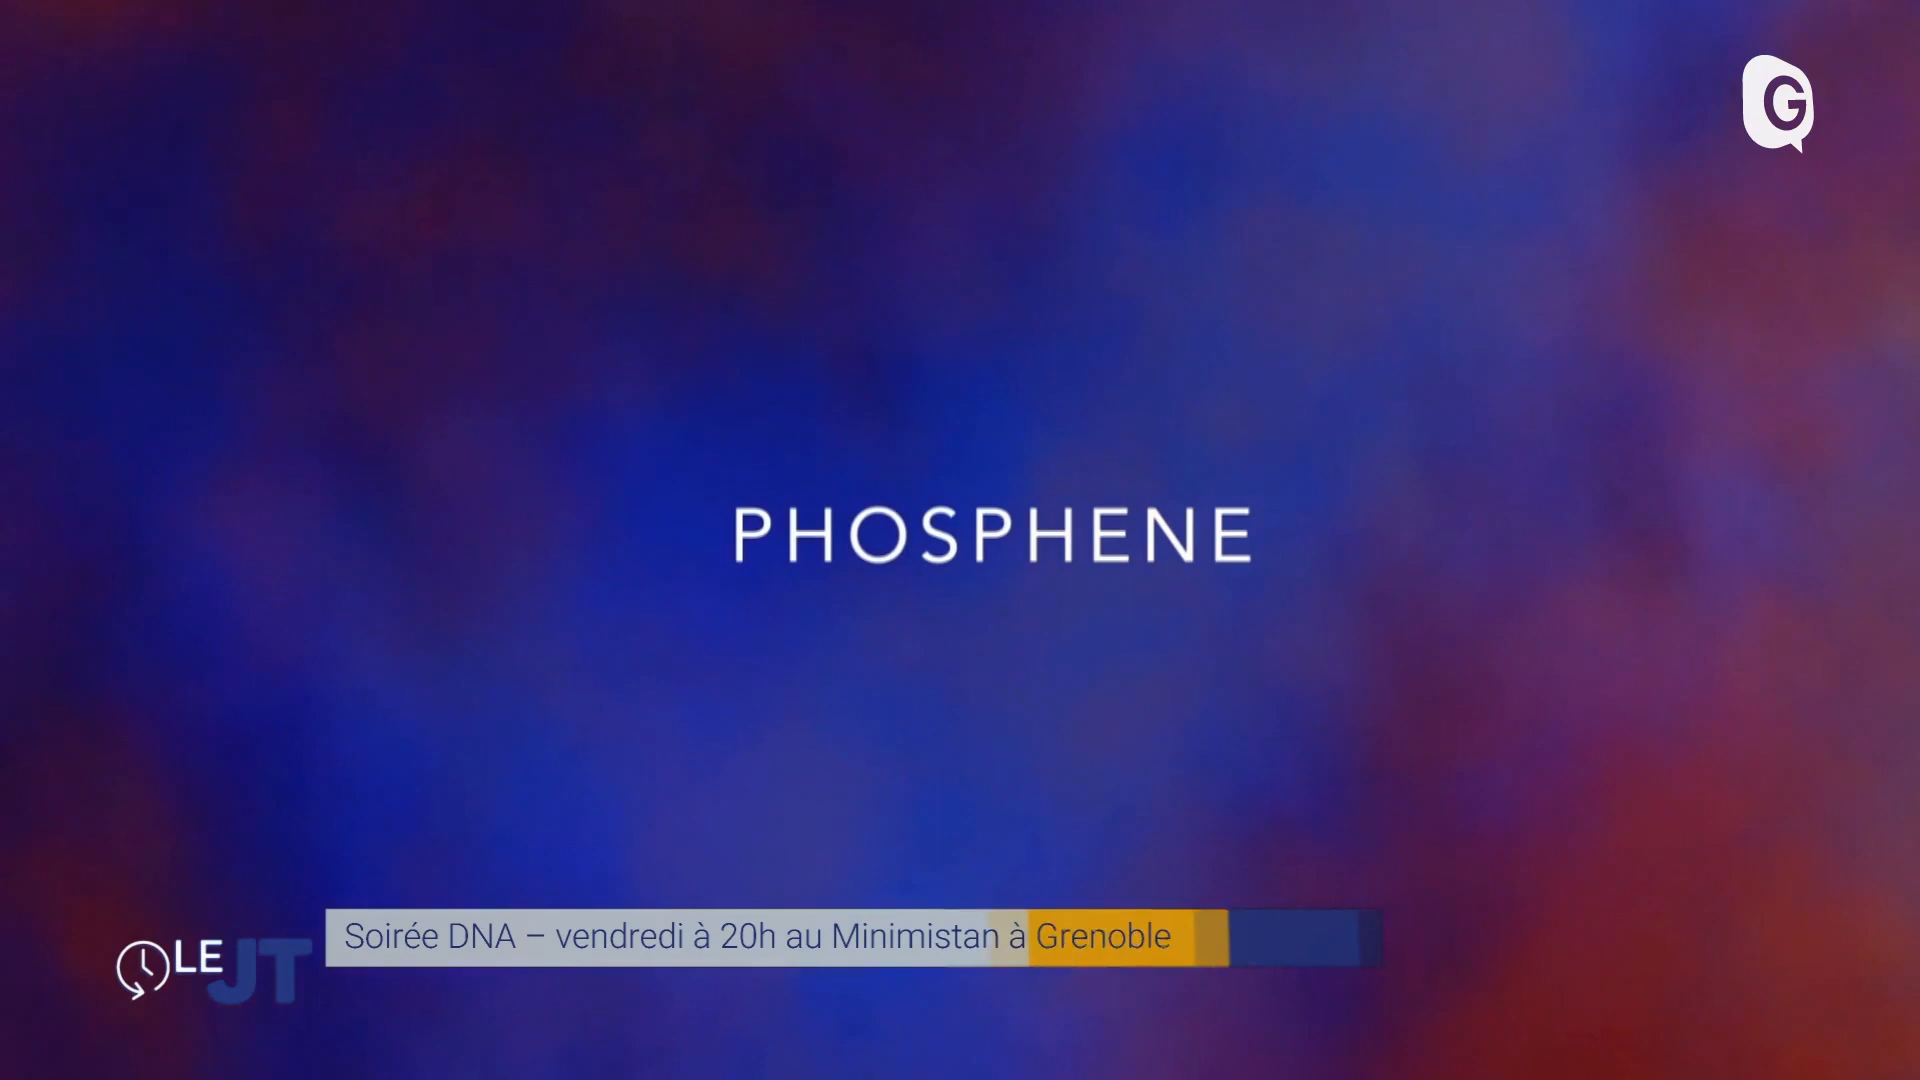 G
PHOSPHENE
Soirée DNA – vendredi à 20h au Minimistan à Grenoble
LE JT